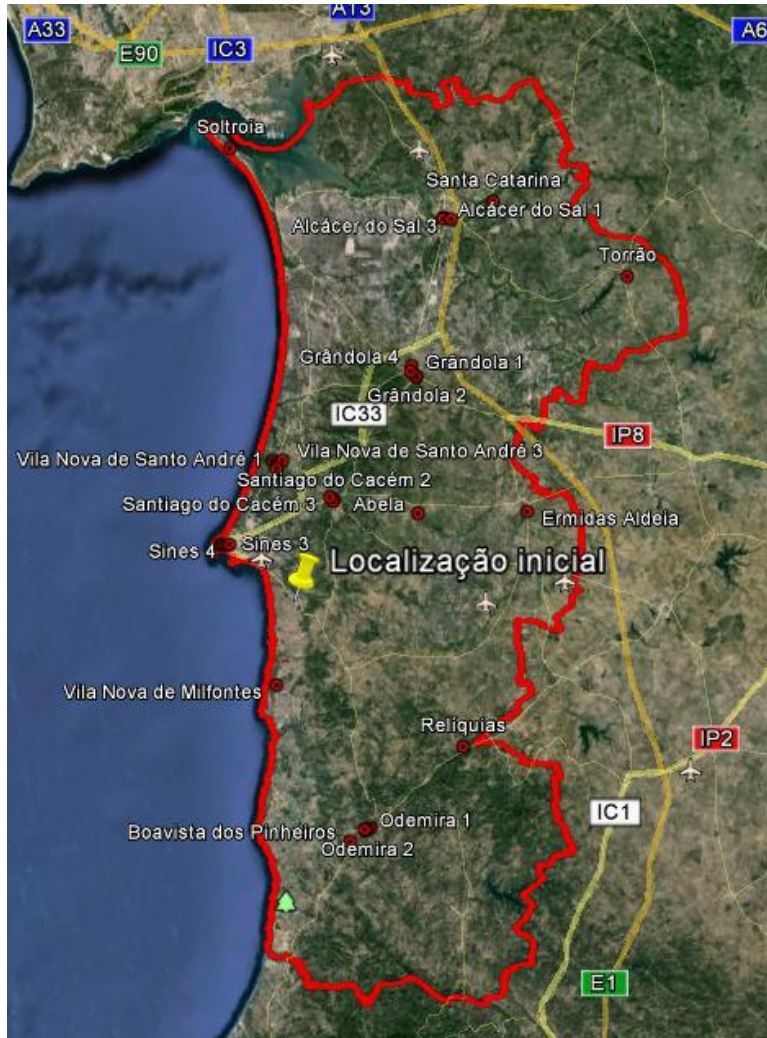 A13
A33
IC3
A6
E90
Soltroia
Santa Catarina
Alcácer do Sal 3
Alcácer do Sal 1
Torrão
Grândola 4
Grândola 1
Grândola 2
IC33
IP8
Vila Nova de Santo André 1
Vila Nova de Santo André 3
Santiago do Cacém 2
Santiago do Cacém 3
Abela
Ermidas Aldeia
Sines 4
Sines 3
Localização inicial
Vila Nova de Milfontes
Relíquias
IP2
IC1
Boavista dos Pinheiros
Odemira 1
Odemira 2
E1